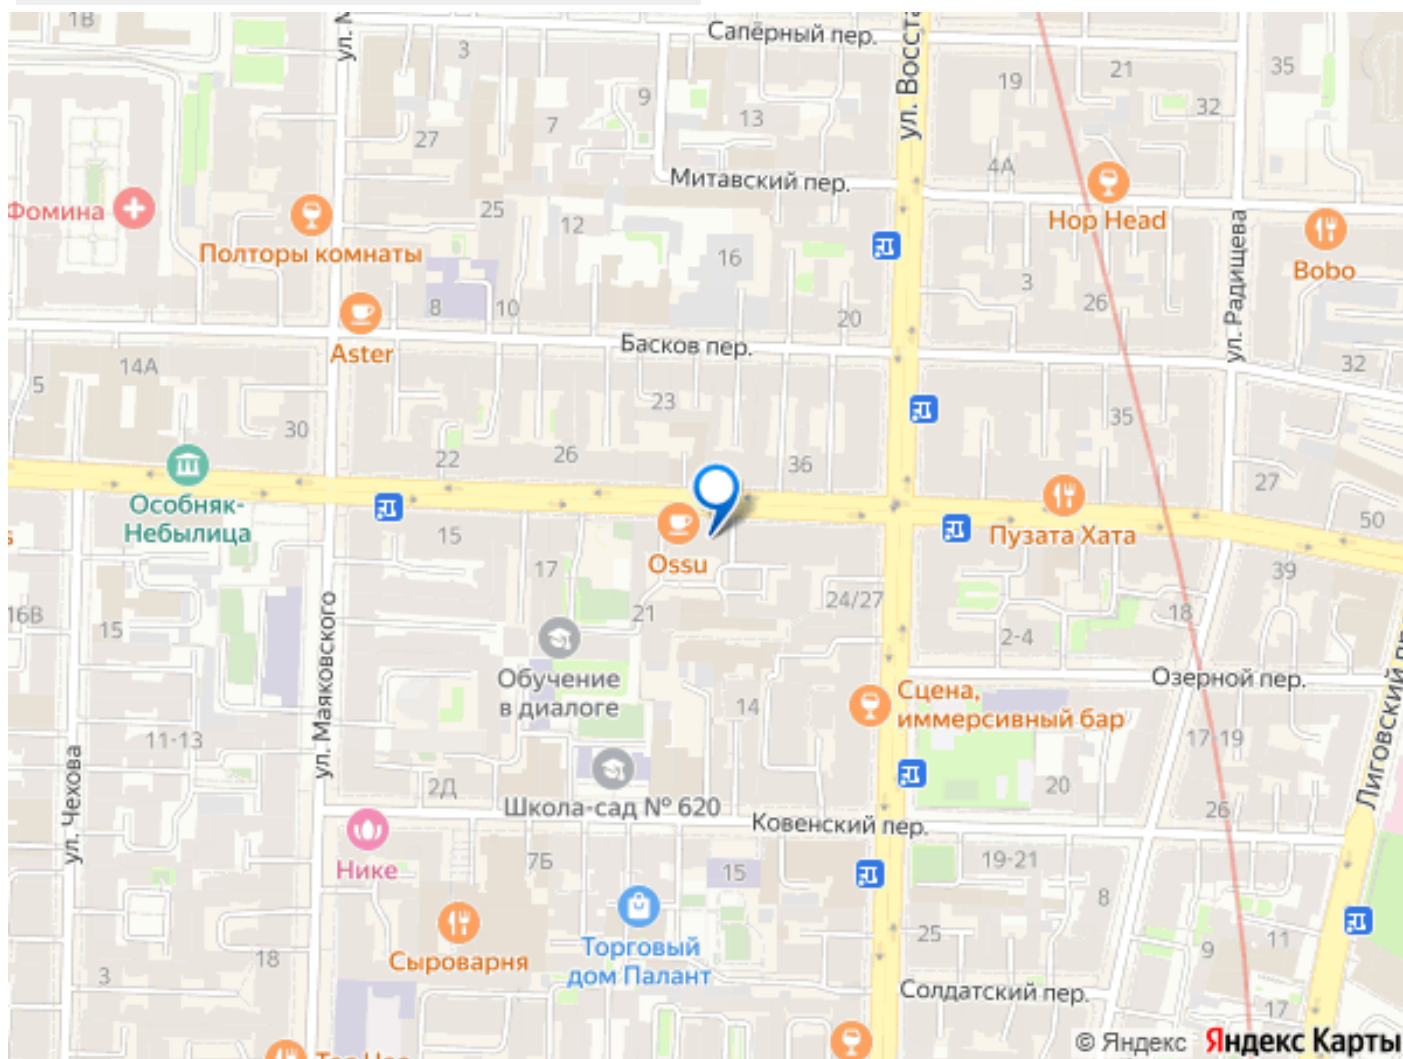 1В
ул. М
3
Сапёрный пер.
ул. Восста
19
21
35
9
7
13
32
27
4А
Митавский пер.
Фомина
Полторы комнаты
25
12
16
Hop Head
ул. Радищева
Bobo
3
26
8
10
20
Aster
Басков пер.
14А
5
23
32
30
35
22
26
36
27
Особняк-
Небылица
15
Ossu
Пузата Хата
50
17
39
16В
15
21
24/27
18
2-4
ул. Маяковского
Обучение
в диалоге
14
Озерной пер.
Сцена,
иммерсивный бар
11-13
17-19
Лиговский пр
ул. Чехова
2Д
20
Школа-сад № 620
Ковенский пер.
26
Нике
7Б
15
19-21
8
Сыроварня
Торговый
дом Палант
25
9
11
18
3
Солдатский пер.
17
© Яндекс Яндекс Карты